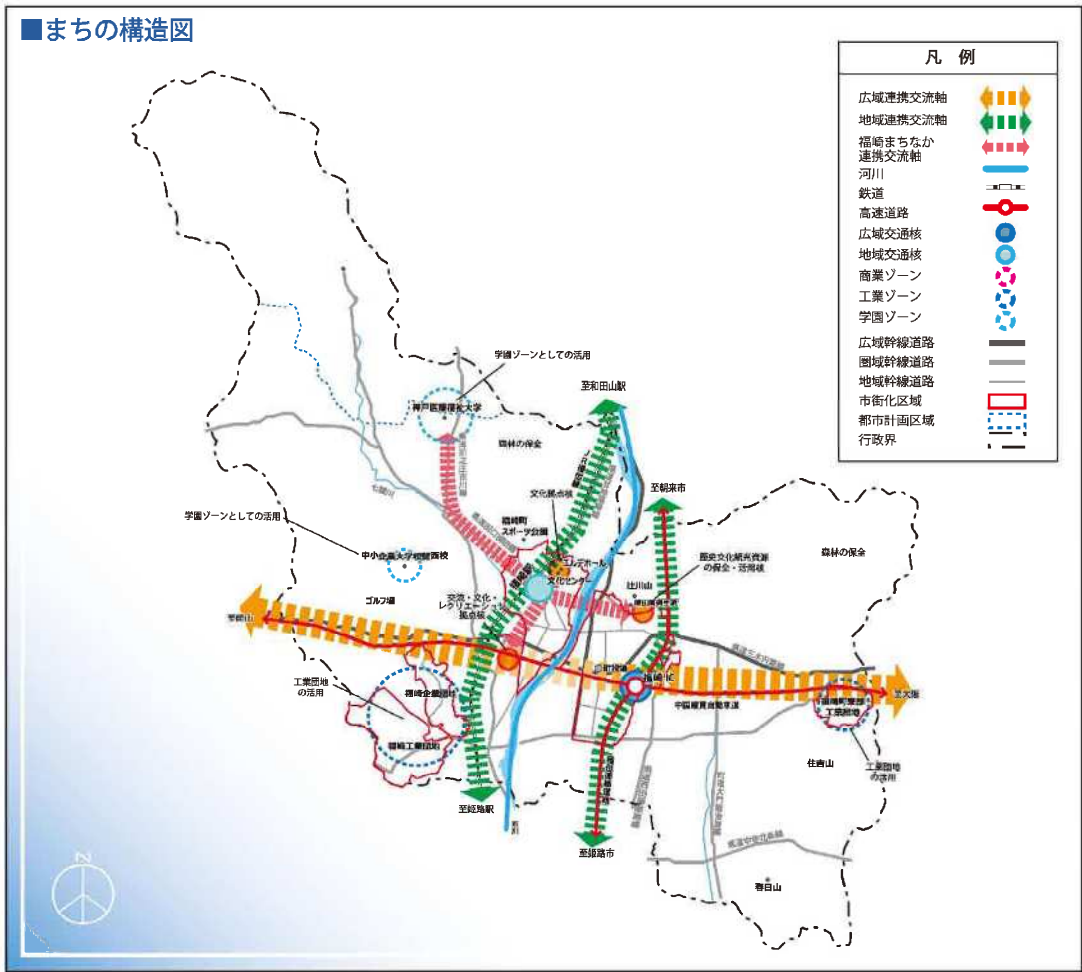 ■まちの構造図
凡 例
広域連携交流軸
地域連携交流軸
福崎まちなか
連携交流軸
河川
鉄道
高速道路
広域交通核
地域交通核
商業ゾーン
工業ゾーン
学園ゾーン
広域幹線道路
圏域幹線道路
地域幹線道路
市街化区域
都市計画区域
行政界
学園ゾーンとしての活用
至和田山駅
神戸医療福祉大学
森林の保全
文化拠点核
至朝来市
七種川
福崎町
スポーツ公園
学園ゾーンとしての活用
中小企業大学校関西校
エルデホール
文化センター
福崎駅
歴史文化観光資源
の保全・活用核
辻川山
森林の保全
ゴルフ場
交流・文化・
レクリエーション
拠点核
至岡山
町役場
福崎IC
中国縦貫自動車道
至大阪
工業団地
の活用
福崎企業団地
福崎工業団地
福崎町東部
工業団地
住吉山
工業団地
の活用
至姫路駅
市川
至姫路市
春日山
N